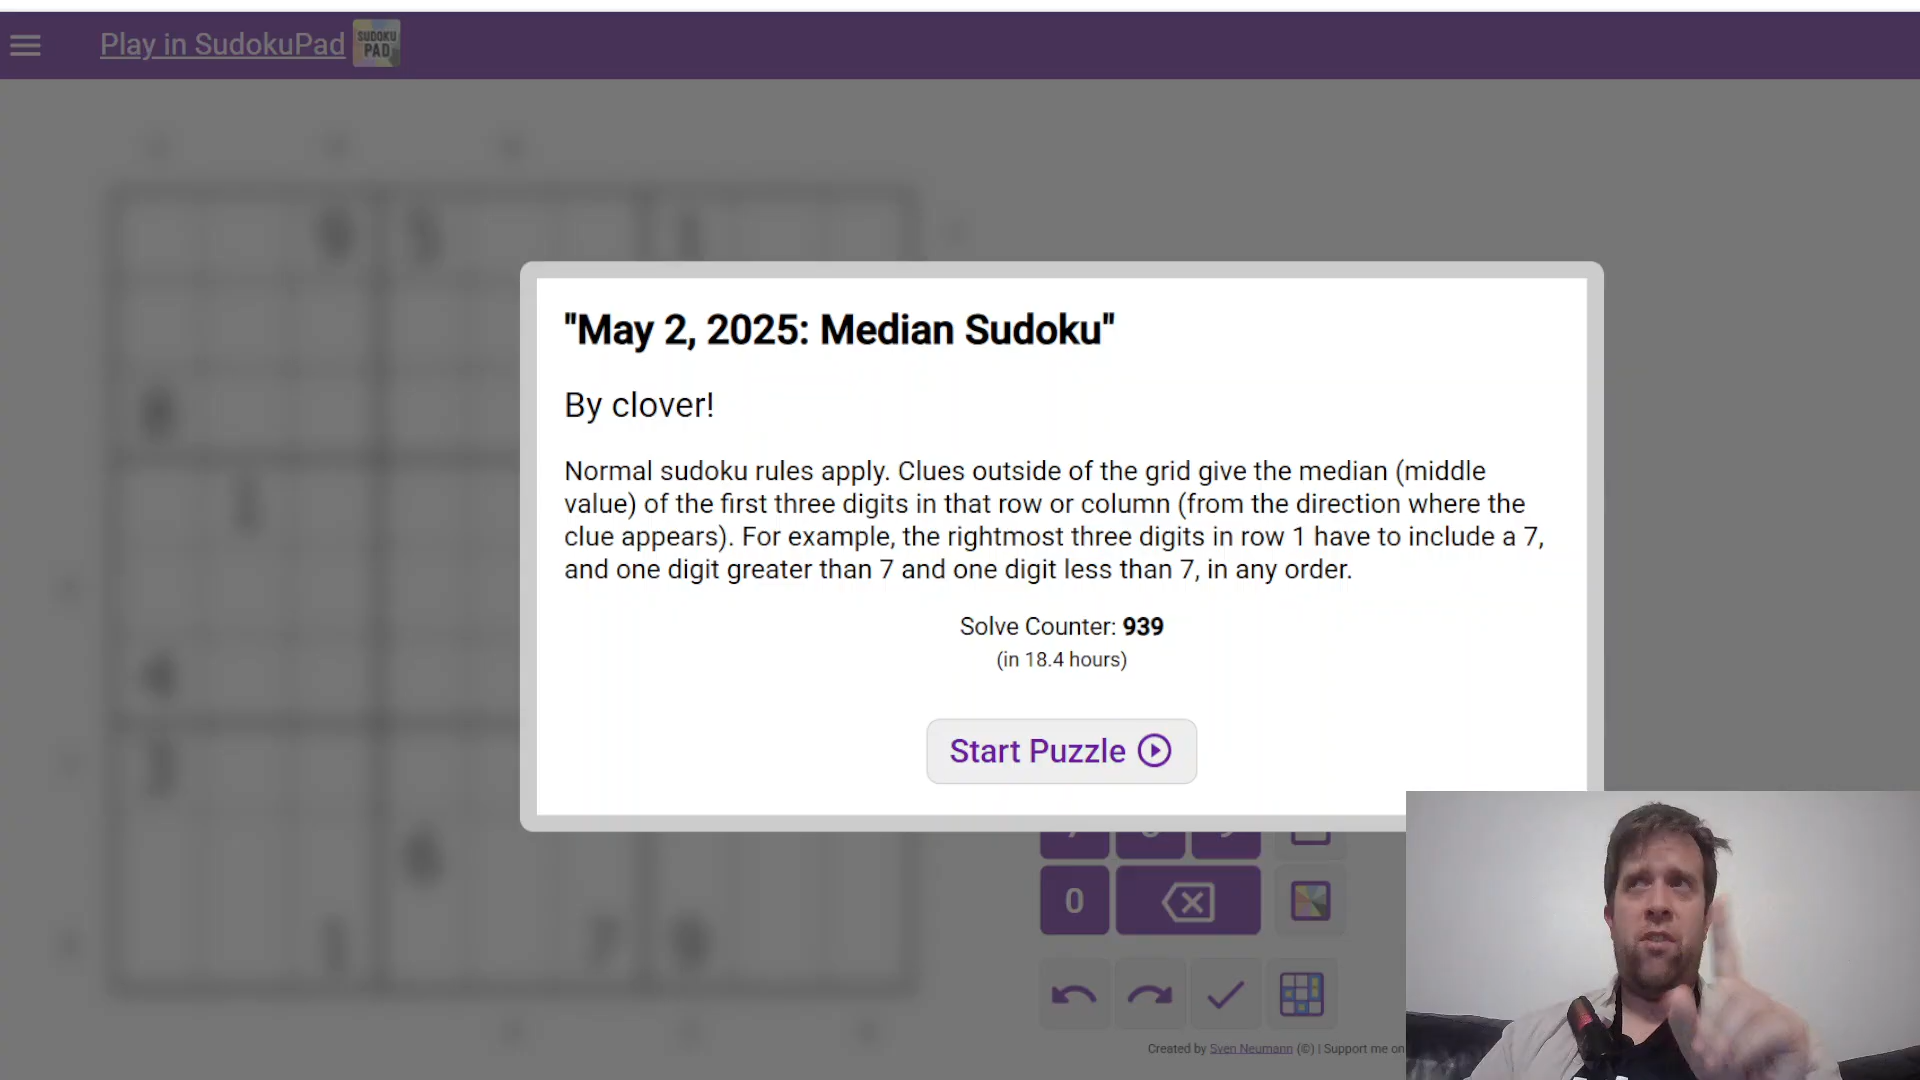 Play in SudokuPad
SUDOKU
PAD
"May 2, 2025: Median Sudoku"
By clover!
Normal sudoku rules apply. Clues outside of the grid give the median (middle
value) of the first three digits in that row or column (from the direction where the
clue appears). For example, the rightmost three digits in row 1 have to include a 7,
and one digit greater than 7 and one digit less than 7, in any order.
Solve Counter: 939
(in 18.4 hours)
Start Puzzle
0
Created by Sven Neumann (©) | Support me on